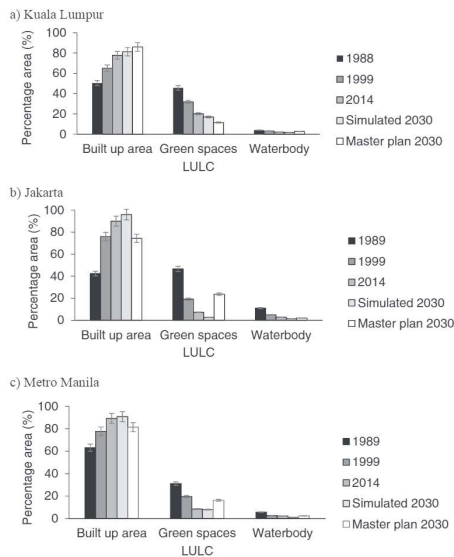 a) Kuala Lumpur
Percentage area (%)
100
80
60
40
20
0
Built up area Green spaces Waterbody
LULC
1988
1999
2014
Simulated 2030
Master plan 2030
b) Jakarta
Percentage area (%)
100
80
60
40
20
0
Built up area Green spaces Waterbody
LULC
1989
1999
2014
Simulated 2030
Master plan 2030
c) Metro Manila
Percentage area (%)
100
80
60
40
20
0
Built up area Green spaces Waterbody
LULC
1989
1999
2014
Simulated 2030
Master plan 2030